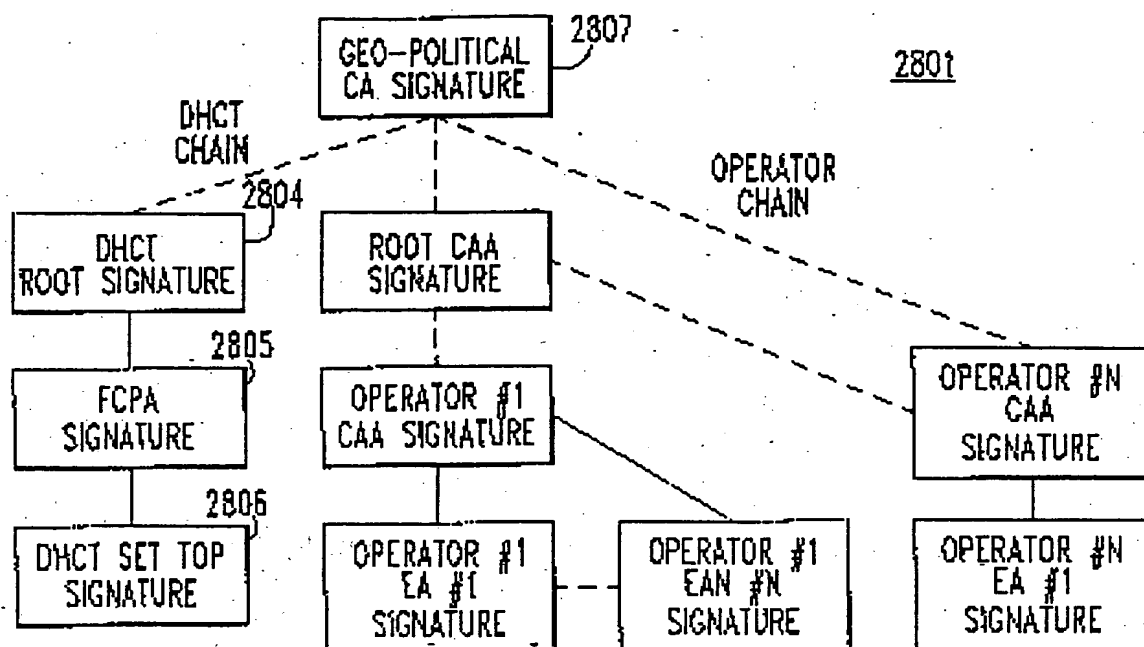 GEO-POLITICAL
CA SIGNATURE
2807
2801
DHCT
CHAIN
OPERATOR
CHAIN
2804
DHCT
ROOT SIGNATURE
ROOT CAA
SIGNATURE
2805
FCPA
SIGNATURE
OPERATOR #1
CAA SIGNATURE
OPERATOR #N
CAA
SIGNATURE
2806
DHCT SET TOP
SIGNATURE
OPERATOR #1
EA #1
SIGNATURE
OPERATOR #1
EAN #N
SIGNATURE
OPERATOR #N
EA #1
SIGNATURE